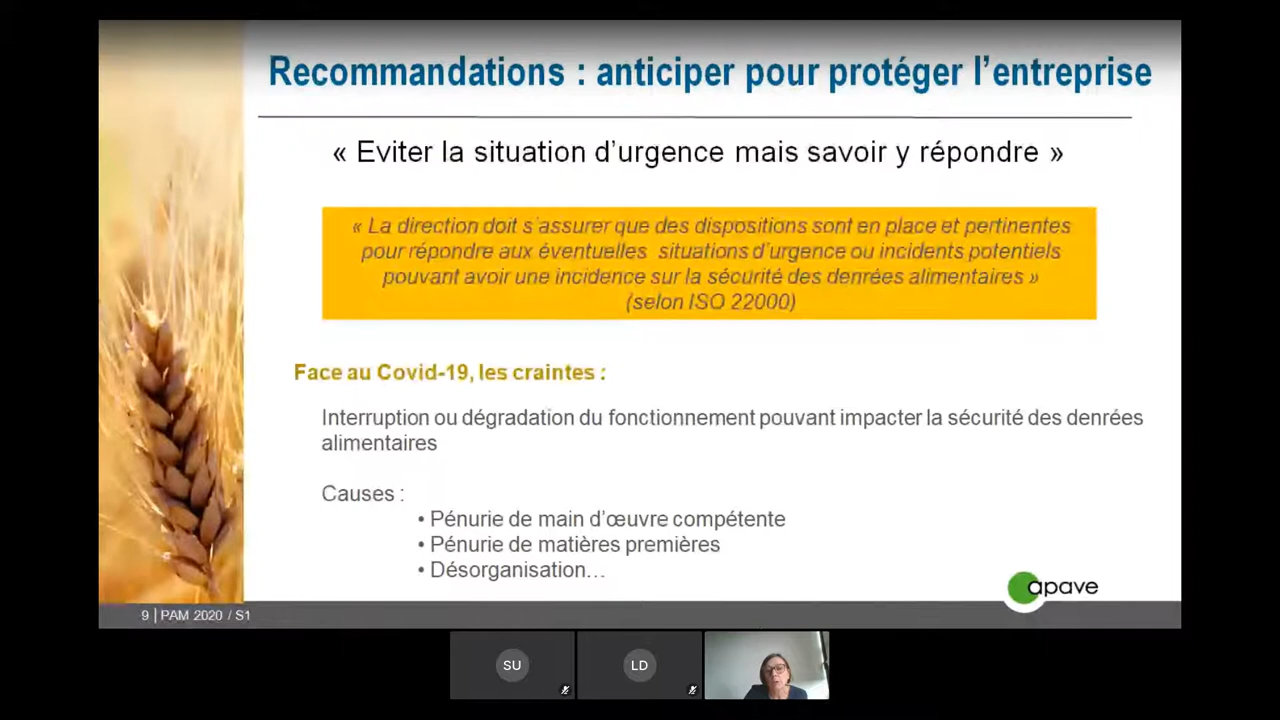 Recommandations : anticiper pour protéger l’entreprise
« Eviter la situation d’urgence mais savoir y répondre »
« La direction doit s’assurer que des dispositions sont en place et pertinentes
pour répondre aux éventuelles situations d’urgence ou incidents potentiels
pouvant avoir une incidence sur la sécurité des denrées alimentaires »
(selon ISO 22000)
Face au Covid-19, les craintes :
Interruption ou dégradation du fonctionnement pouvant impacter la sécurité des denrées
alimentaires
Causes :
• Pénurie de main d’œuvre compétente
• Pénurie de matières premières
• Désorganisation…
apave
9 | PAM 2020 / S1
SU
LD